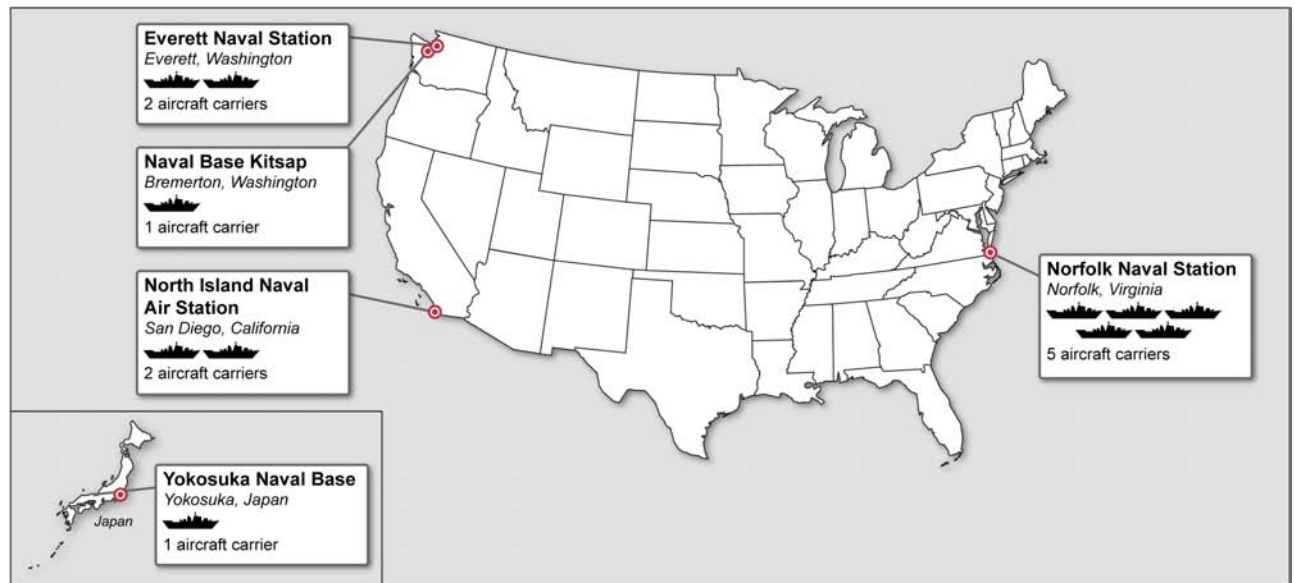 Everett Naval Station
Everett, Washington
2 aircraft carriers
Naval Base Kitsap
Bremerton, Washington
1 aircraft carrier
North Island Naval
Air Station
San Diego, California
2 aircraft carriers
Norfolk Naval Station
Norfolk, Virginia
5 aircraft carriers
Yokosuka Naval Base
Yokosuka, Japan
1 aircraft carrier
Japan